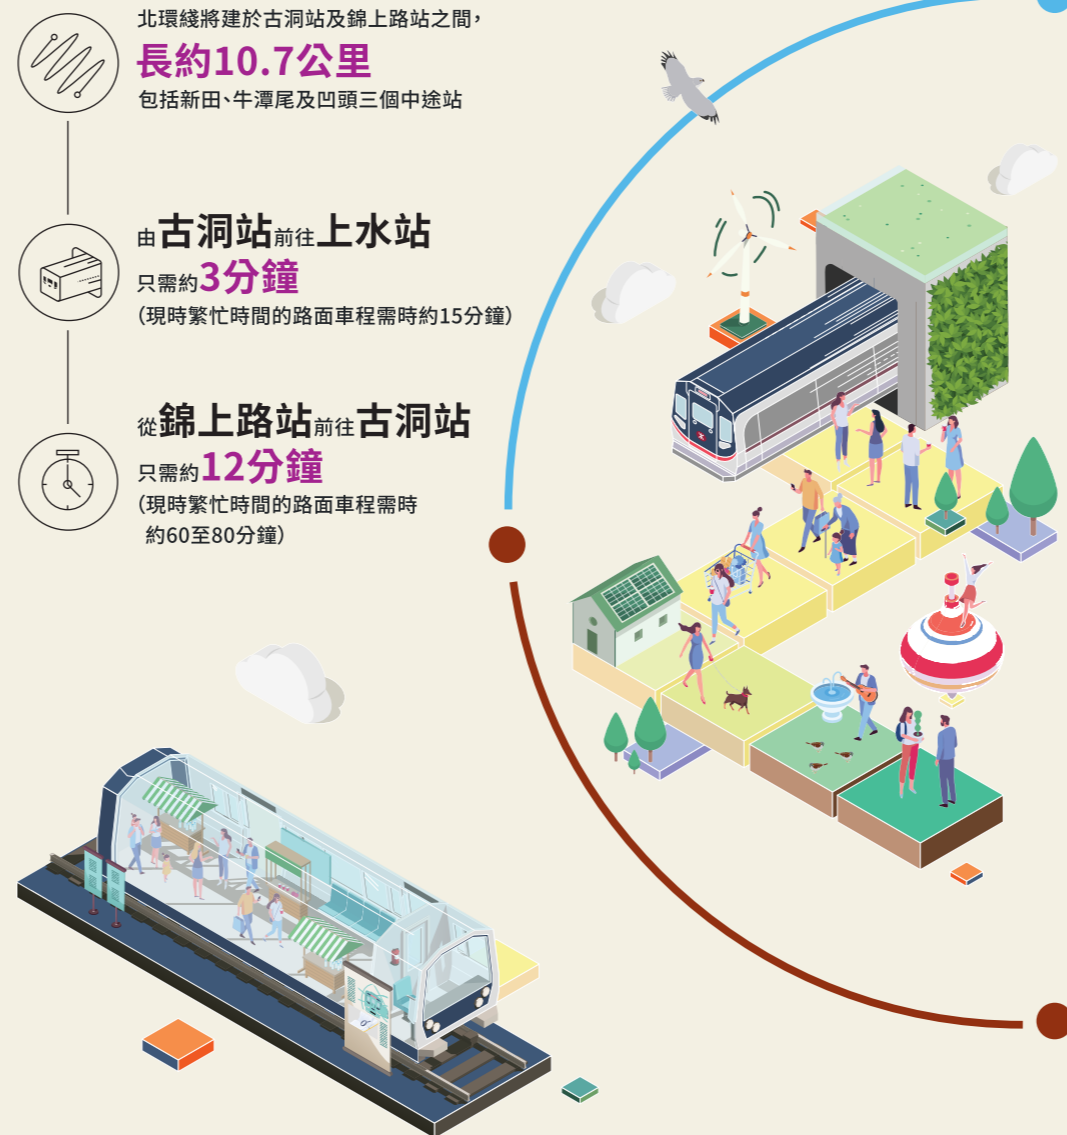 北環綫將建於古洞站及錦上路站之間，
長約10.7公里
包括新田、牛潭尾及凹頭三個中途站
由古洞站前往上水站
只需約3分鐘
（現時繁忙時間的路面車程需時約15分鐘）
從錦上路站前往古洞站
只需約12分鐘
（現時繁忙時間的路面車程需時
約60至80分鐘）